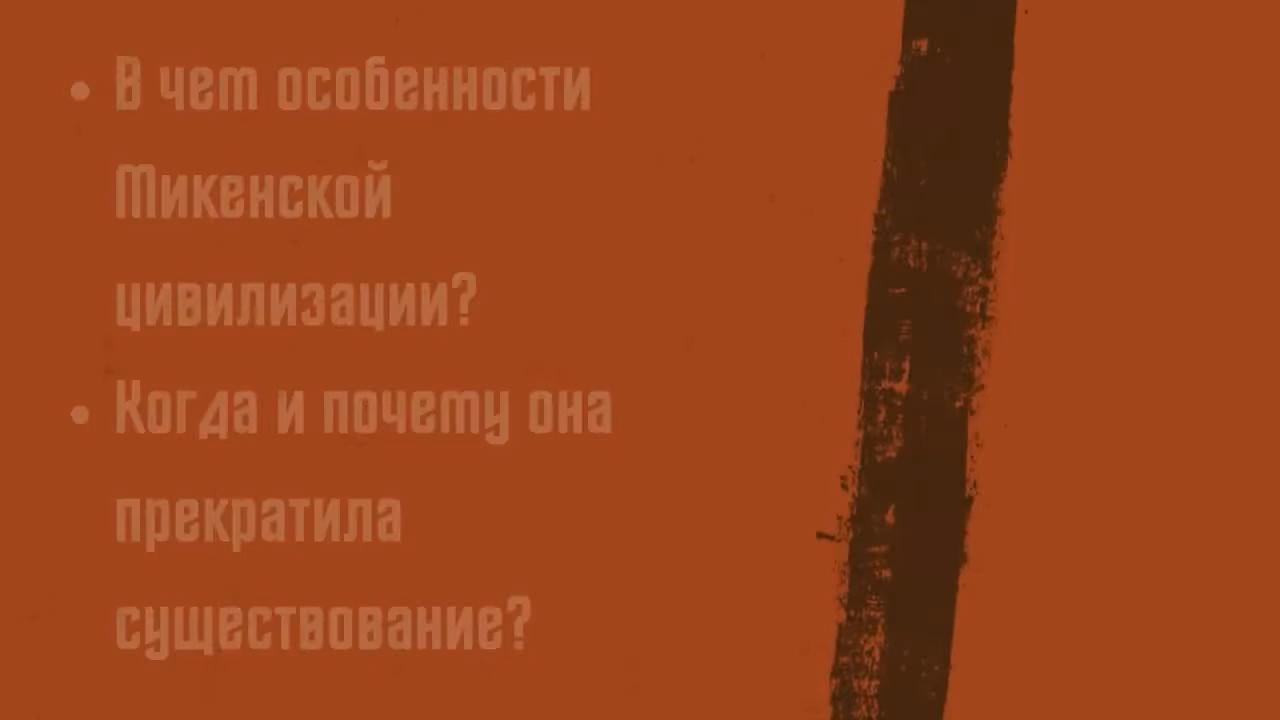 • В чем особенности
Микенской
цивилизации?
• Когда и почему она
прекратила
существование?